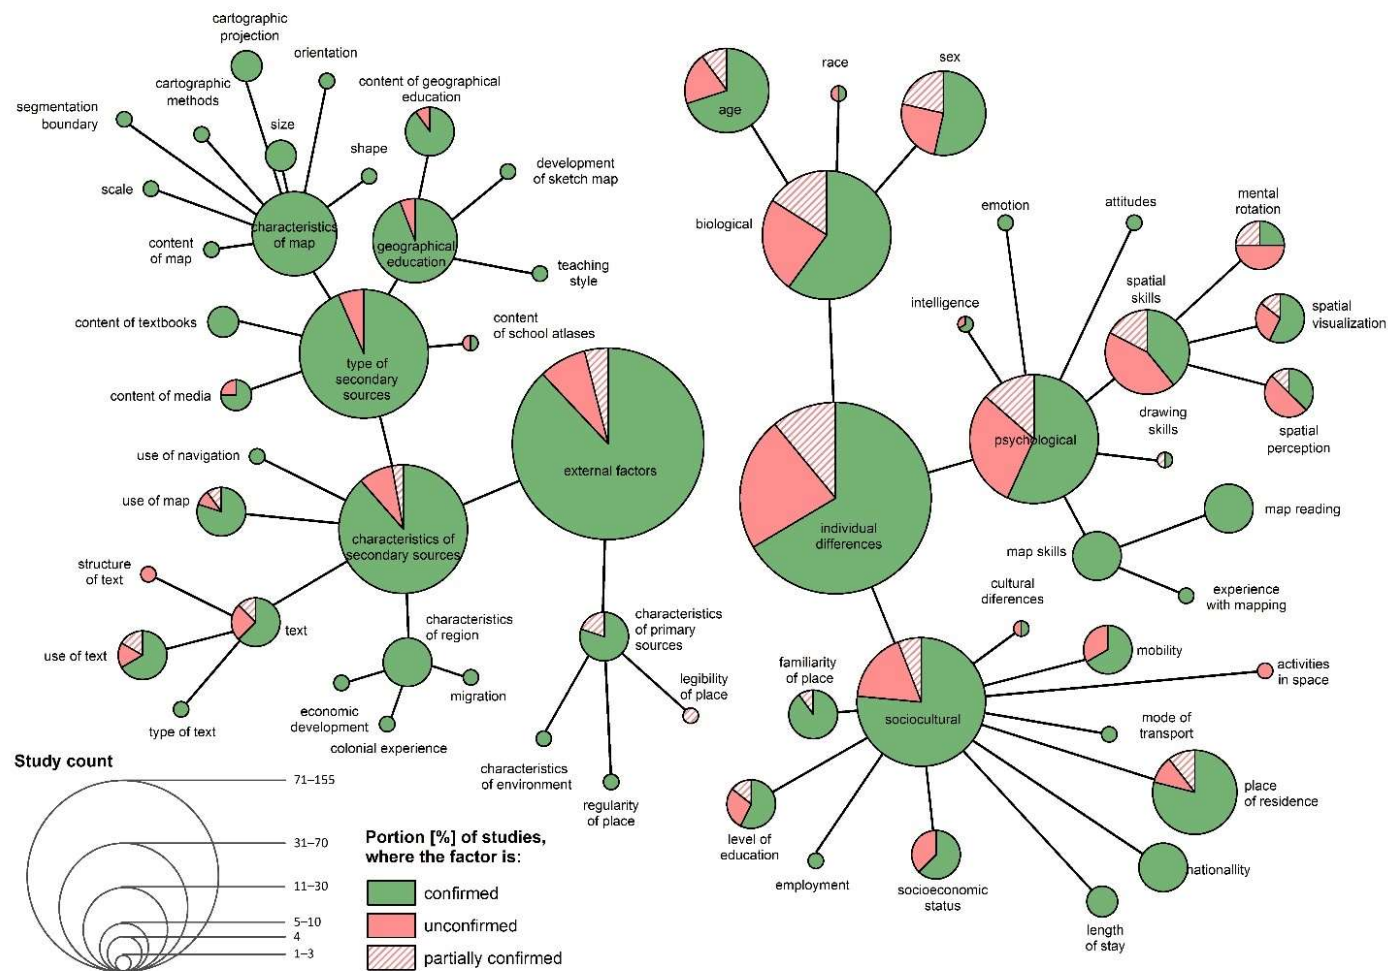 cartographic
projection
orientation
cartographic
methods
content of geographical
education
segmentation
boundary
size
shape
development
of sketch map
scale
characteristics
of map
geographical
education
content
of map
teaching
style
content of textbooks
content
of school atlases
type of
secondary
sources
content of media
use of navigation
external factors
use of map
characteristics of
secondary sources
structure
of text
text
characteristics
of region
characteristics
of primary
sources
use of text
legibility
of place
migration
economic
development
type of text
colonial experience
characteristics
of environment
regularity
of place
age
race
sex
biological
emotion
attitudes
mental
rotation
intelligence
spatial
skills
spatial
visualization
drawing
skills
spatial
perception
psychological
individual
differences
map reading
map skills
experience
with mapping
cultural
diferences
mobility
activities
in space
familiarity
of place
sociocultural
mode of
transport
place
of residence
level of
education
employment
socioeconomic
status
nationallity
length
of stay
Study count
71–155
31–70
11–30
5–10
4
1–3
Portion [%] of studies,
where the factor is:
confirmed
unconfirmed
partially confirmed